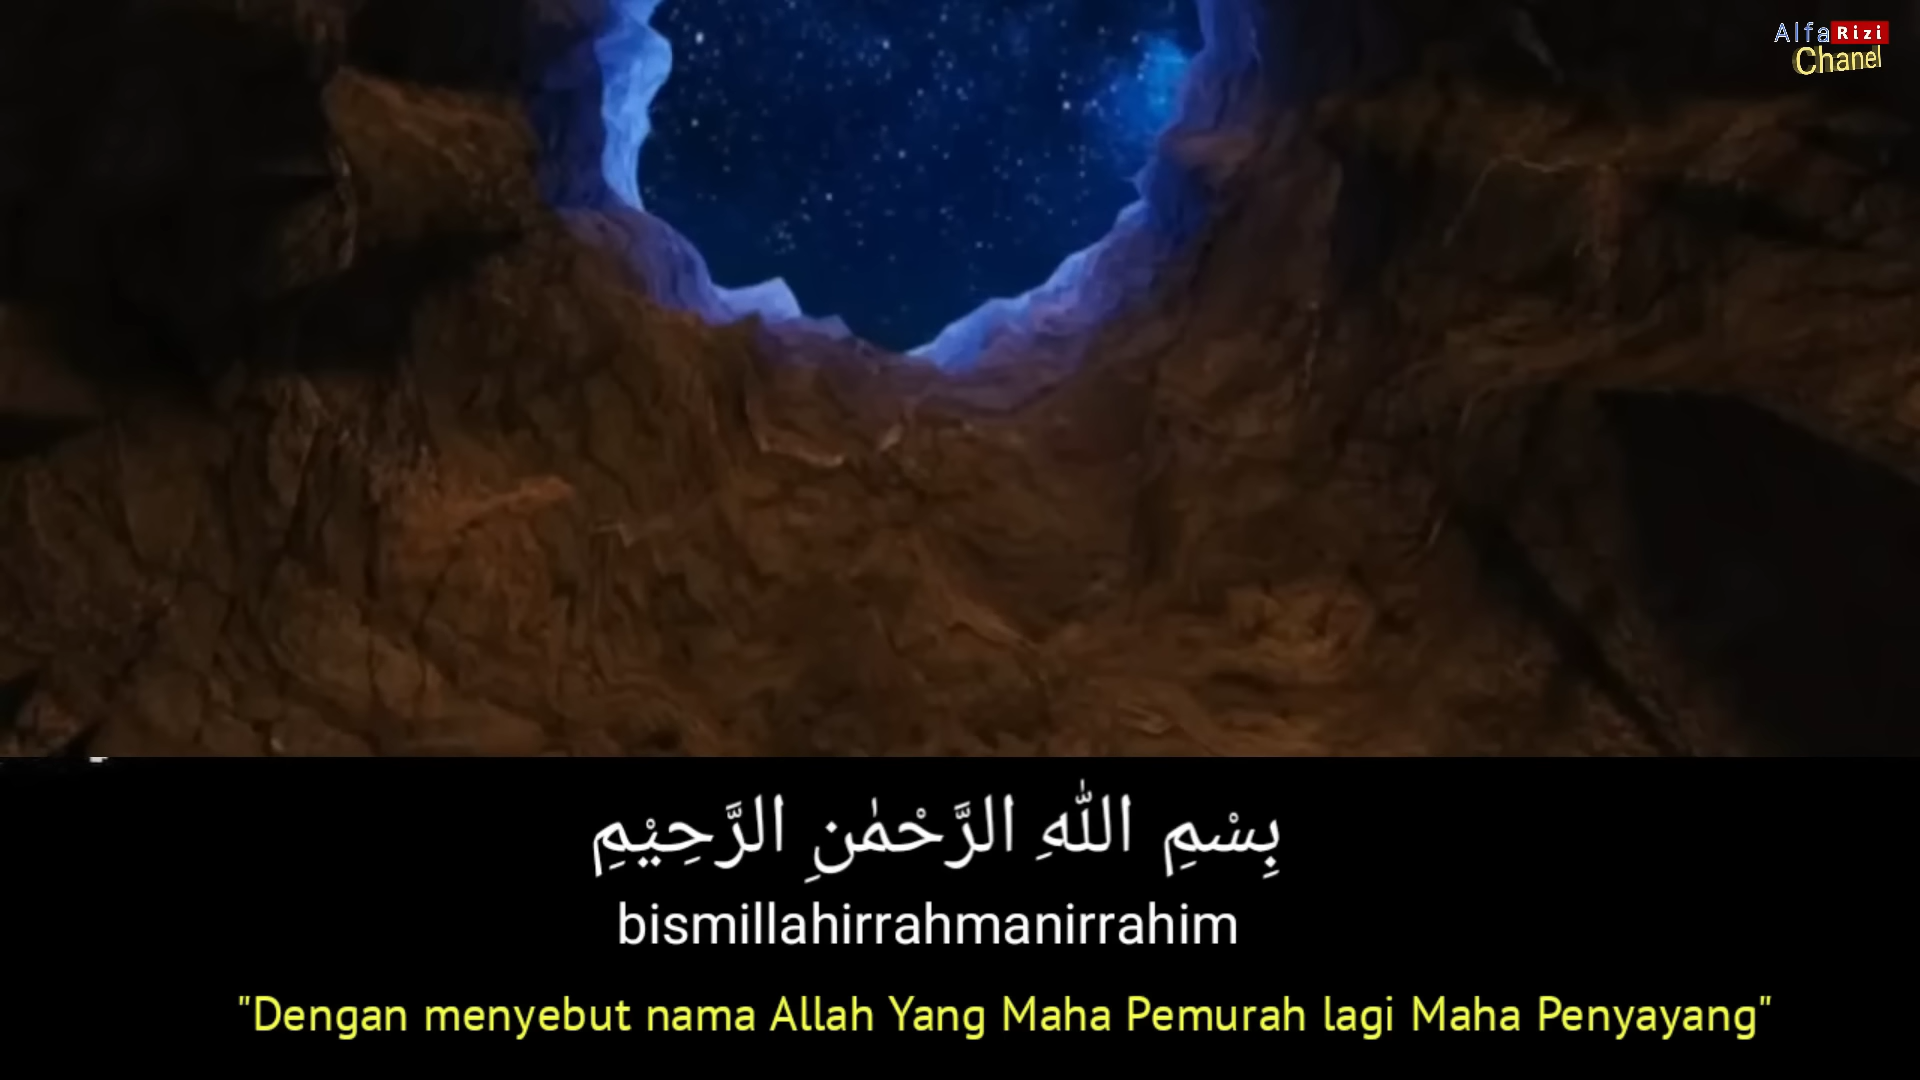 Alfa Rizi
Chanel
بِسْمِ اللّٰهِ الرَّحْمٰنِ الرَّحِيْمِ
bismillahirrahmanirrahim
"Dengan menyebut nama Allah Yang Maha Pemurah lagi Maha Penyayang"